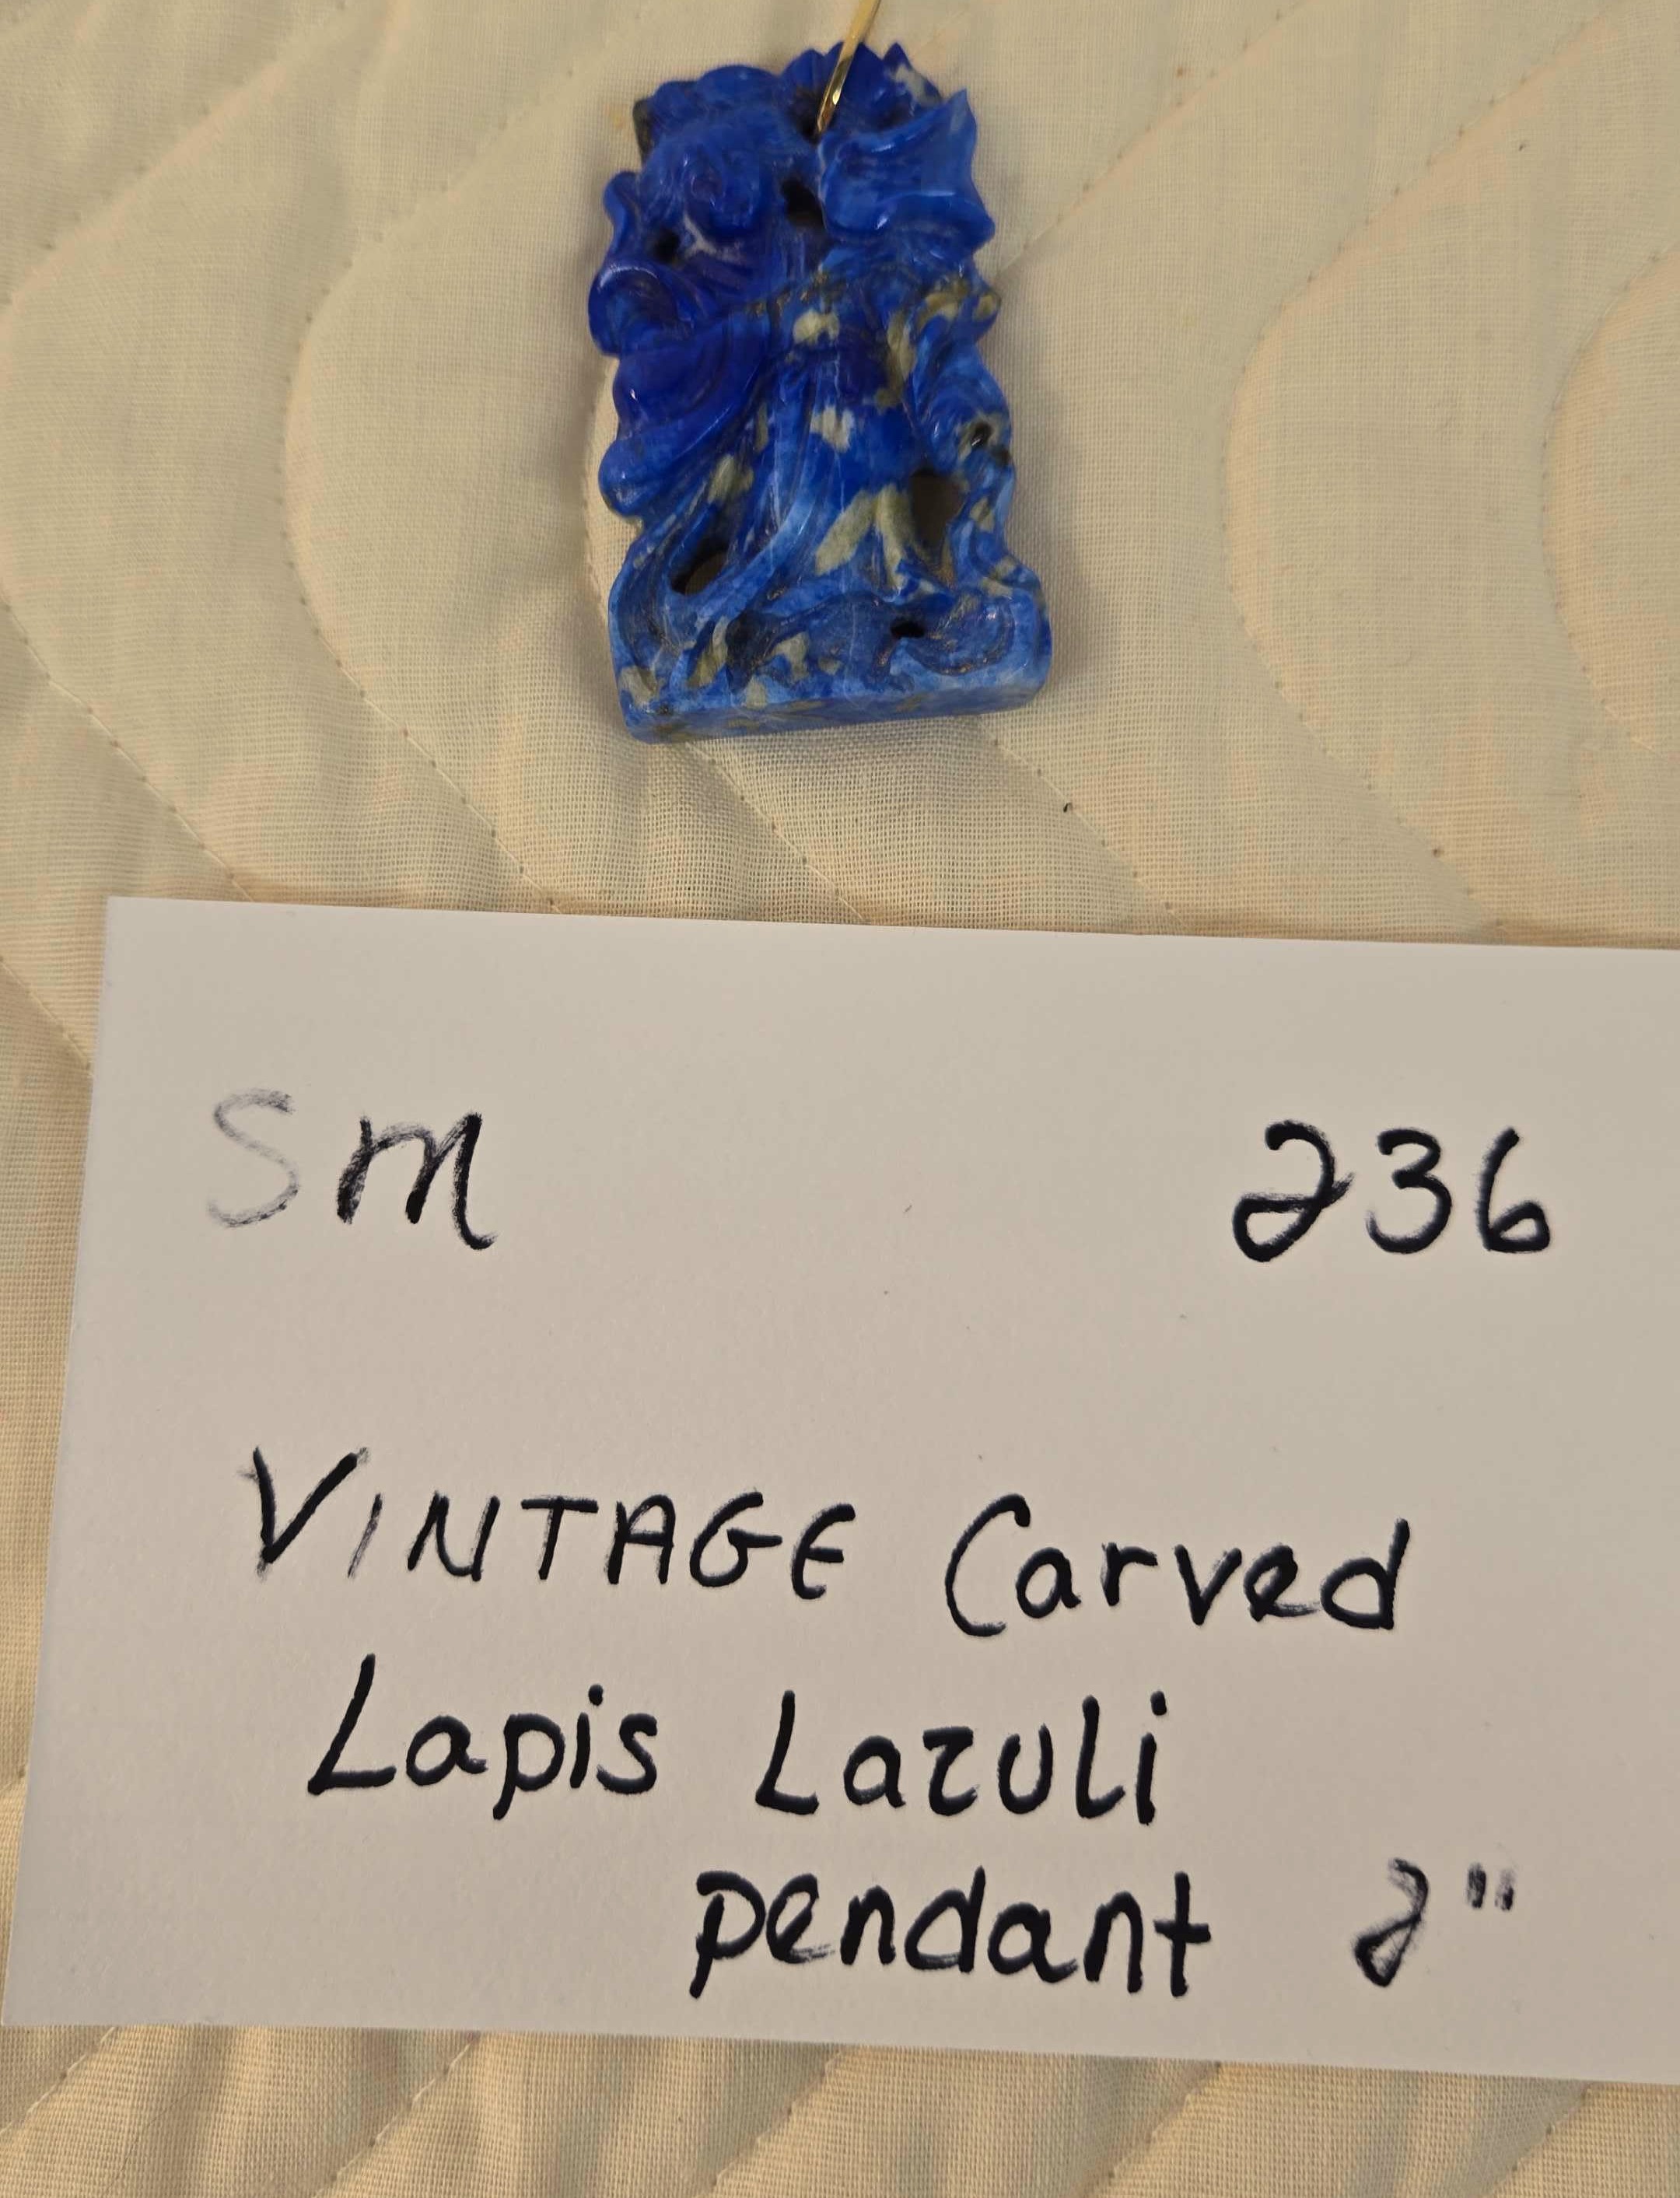 Sm 236
VINTAGE Carved
Lapis Lazuli
pendant 2"